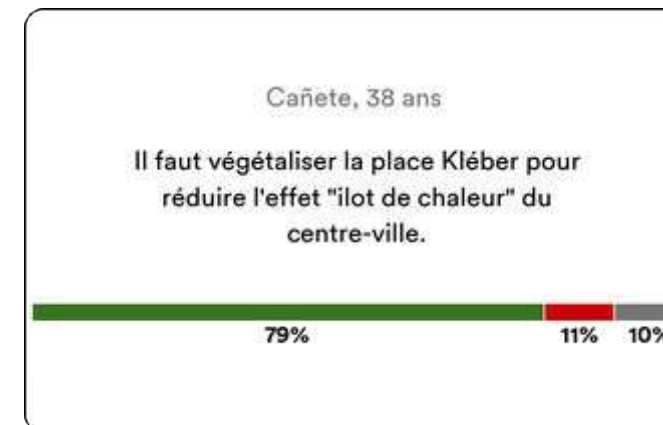 Cañete, 38 ans
Il faut végétaliser la place Kléber pour
réduire l'effet "ilot de chaleur" du
centre-ville.
79% 11% 10%